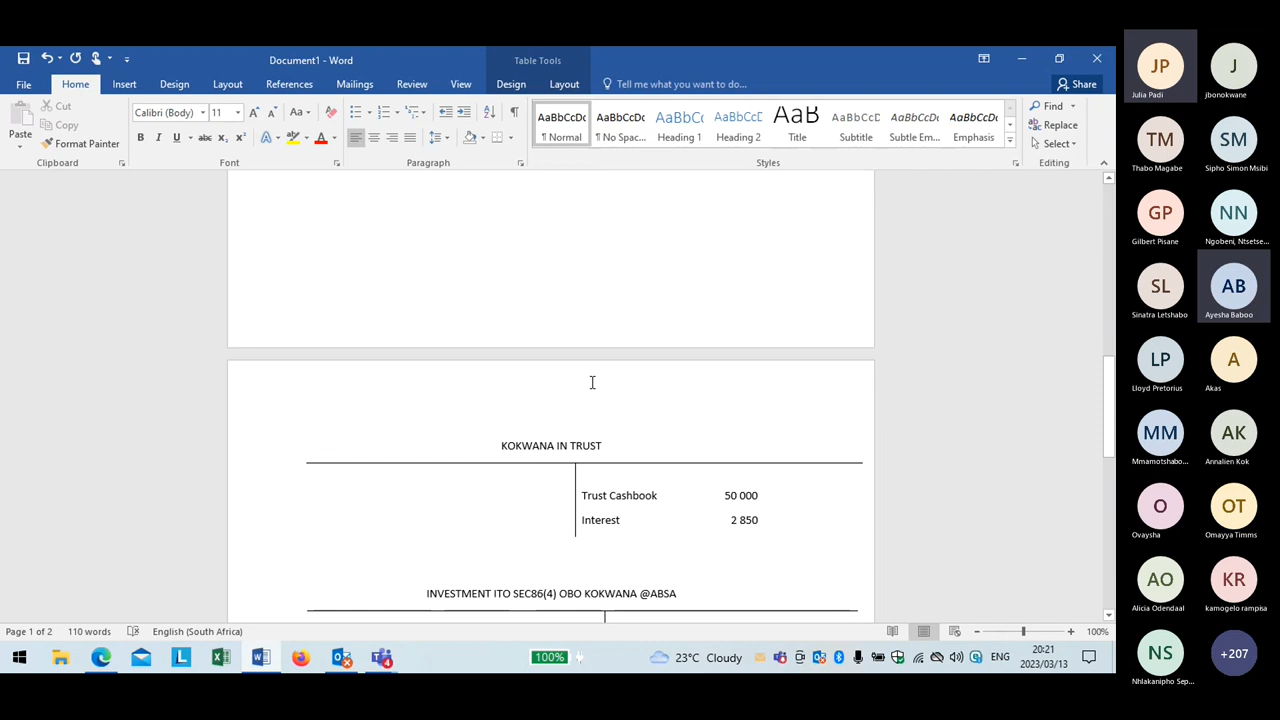 Document1 - Word
Table Tools
File Home Insert Design Layout References Mailings Review View Design Layout Tell me what you want to do... Share
Paste
Cut
Copy
Format Painter
Clipboard
Calibri (Body) 11
Font
Paragraph
AaBbCcDc AaBbCcDc AaBbCc AaBbCcD AaB AaBbCcD AaBbCcDc AaBbCcDc
¶ Normal ¶ No Spac... Heading 1 Heading 2 Title Subtitle Subtle Em... Emphasis
Styles
Find
Replace
Select
Editing
KOKWANA IN TRUST
Trust Cashbook 50 000
Interest 2 850
INVESTMENT ITO SEC86(4) OBO KOKWANA @ABSA
Page 1 of 2 110 words English (South Africa) 100%
100% 23°C Cloudy ENG 20:21
2023/03/13
JP J
Julia Padi jbonokwane
TM SM
Thabo Magabe Sipho Simon Msibi
GP NN
Gilbert Pisane Ngobeni, Ntsetse...
SL AB
Sinatra Letshabo Ayesha Baboo
LP A
Lloyd Pretorius Akas
MM AK
Mmamotshabo... Annalien Kok
O OT
Ovaysha Omayya Timms
AO KR
Alicia Odendaal kamogelo rampisa
NS +207
Nhlakanipho Sep...